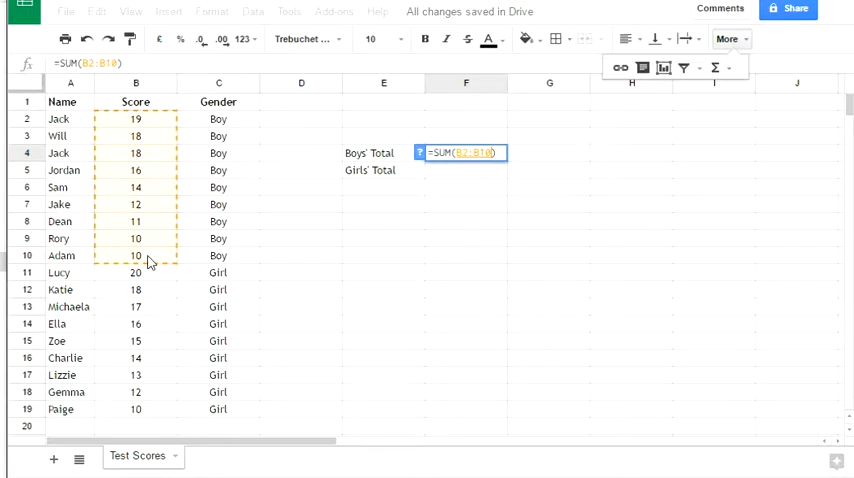 File Edit View Insert Format Data Tools Add-ons Help All changes saved in Drive Comments Share
£ % .0 .00 123 Trebuchet ... 10 B I S A More
fx =SUM(B2:B10)
Σ
A B C D E F G H I J
1 Name Score Gender
2 Jack 19 Boy
3 Will 18 Boy
4 Jack 18 Boy Boys' Total ? =SUM(B2:B10)
5 Jordan 16 Boy Girls' Total
6 Sam 14 Boy
7 Jake 12 Boy
8 Dean 11 Boy
9 Rory 10 Boy
10 Adam 10 Boy
11 Lucy 20 Girl
12 Katie 18 Girl
13 Michaela 17 Girl
14 Ella 16 Girl
15 Zoe 15 Girl
16 Charlie 14 Girl
17 Lizzie 13 Girl
18 Gemma 12 Girl
19 Paige 10 Girl
20
+ Test Scores